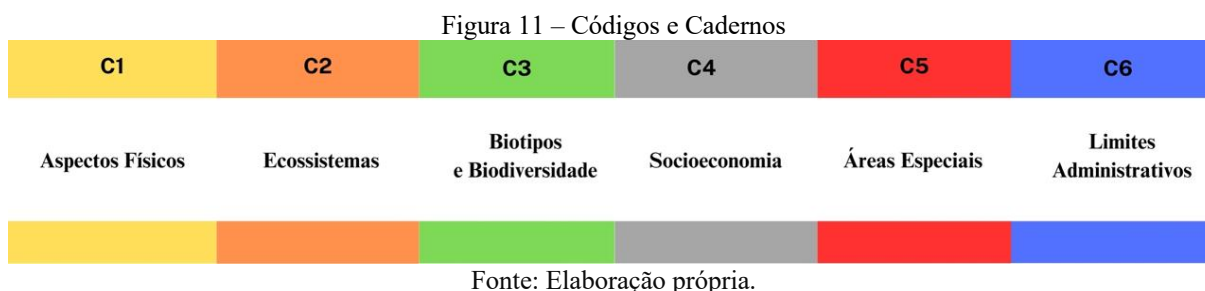 Figura 11 – Códigos e Cadernos
C1 C2 C3 C4 C5 C6
Aspectos Físicos
Ecossistemas
Biotipos
e Biodiversidade
Socioeconomia
Áreas Especiais
Limites
Administrativos
Fonte: Elaboração própria.